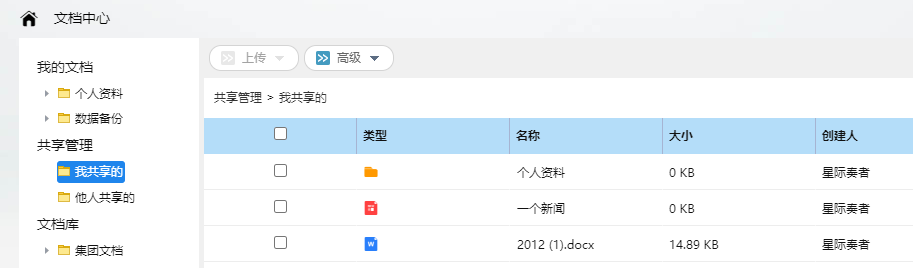 文档中心
我的文档
个人资料
数据备份
共享管理
我共享的
他人共享的
文档库
集团文档
上传 高级
共享管理 > 我共享的
类型 名称 大小 创建人
个人资料 0 KB 星际奏者
一个新闻 0 KB 星际奏者
W 2012 (1).docx 14.89 KB 星际奏者